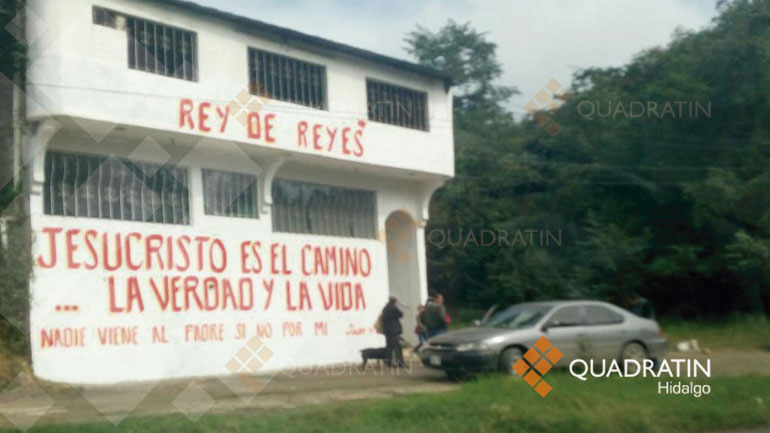 QUADRATIN
REY DE REYES
QUADRATIN
JESUCRISTO ES EL CAMINO
... LA VERDAD Y LA VIDA
NADIE VIENE AL PADRE SI NO POR MI
QUADRATIN
QUADRATIN
Hidalgo